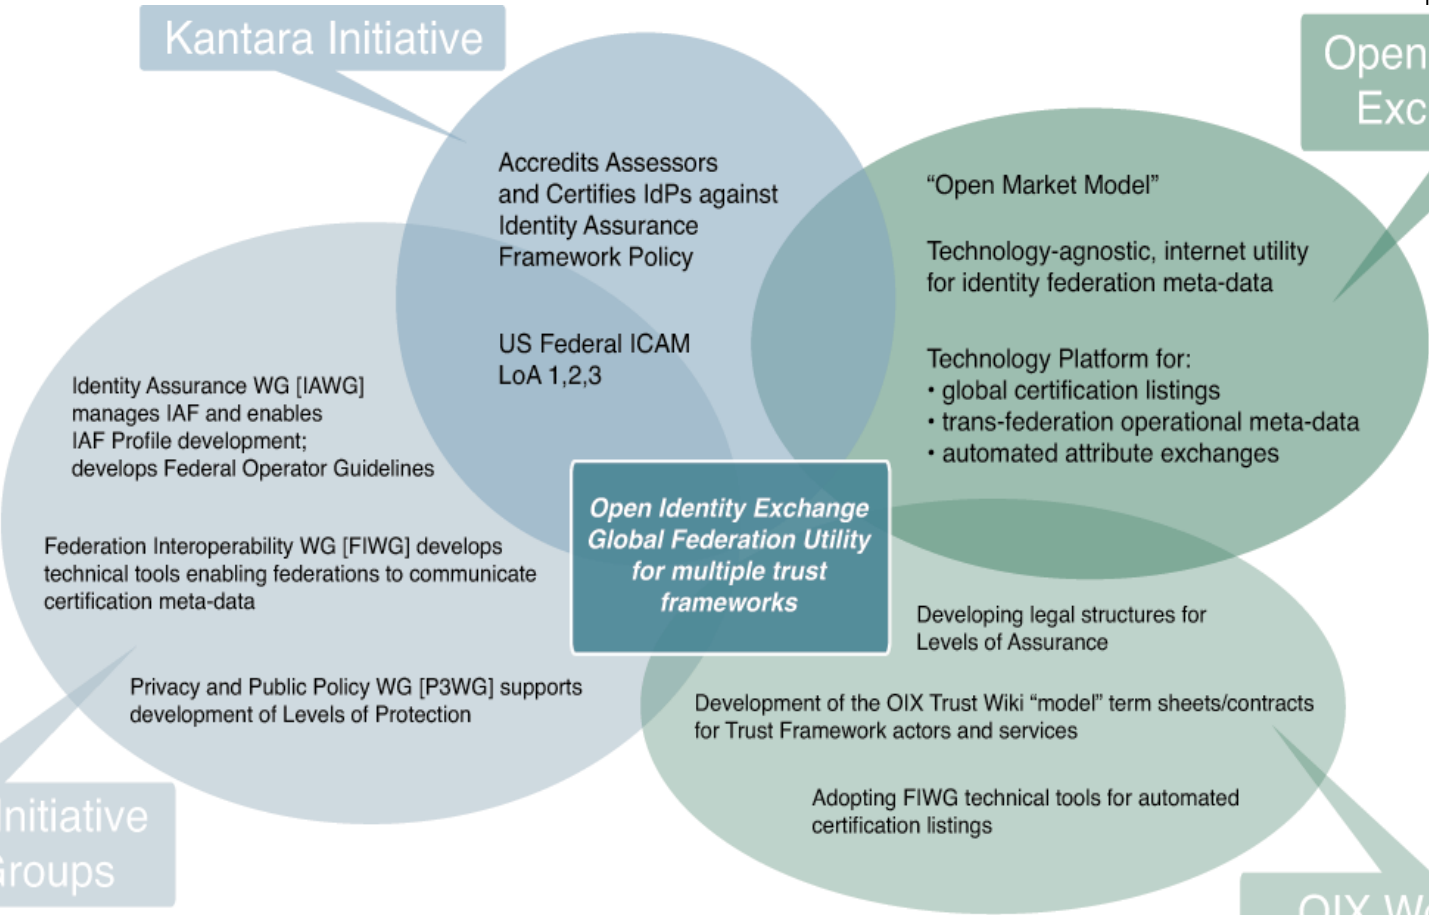 Kantara Initiative
Open
Exc
Accredits Assessors
and Certifies IdPs against
Identity Assurance
Framework Policy
US Federal ICAM
LoA 1,2,3
“Open Market Model”
Technology-agnostic, internet utility
for identity federation meta-data
Technology Platform for:
• global certification listings
• trans-federation operational meta-data
• automated attribute exchanges
Identity Assurance WG [IAWG]
manages IAF and enables
IAF Profile development;
develops Federal Operator Guidelines
Federation Interoperability WG [FIWG] develops
technical tools enabling federations to communicate
certification meta-data
Privacy and Public Policy WG [P3WG] supports
development of Levels of Protection
Open Identity Exchange
Global Federation Utility
for multiple trust
frameworks
Developing legal structures for
Levels of Assurance
Development of the OIX Trust Wiki “model” term sheets/contracts
for Trust Framework actors and services
Adopting FIWG technical tools for automated
certification listings
Initiative
Groups
OIX Wo